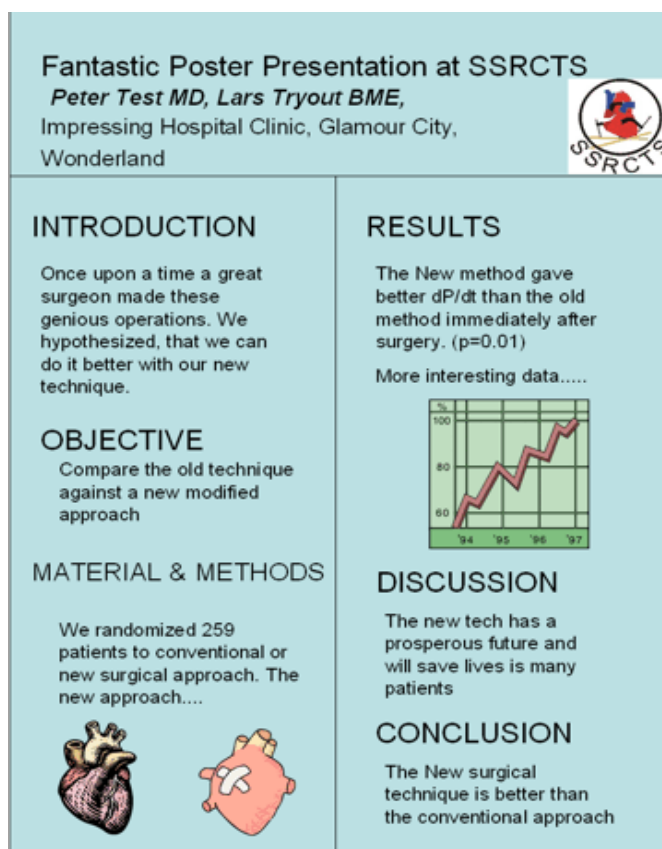 Fantastic Poster Presentation at SSRCTS
Peter Test MD, Lars Tryout BME,
Impressing Hospital Clinic, Glamour City,
Wonderland
SSRCTS
INTRODUCTION
Once upon a time a great
surgeon made these
genious operations. We
hypothesized, that we can
do it better with our new
technique.
OBJECTIVE
Compare the old technique
against a new modified
approach
MATERIAL & METHODS
We randomized 259
patients to conventional or
new surgical approach. The
new approach....
RESULTS
The New method gave
better dP/dt than the old
method immediately after
surgery. (p=0.01)
More interesting data.....
%
100
80
60
'94 '95 '96 '97
DISCUSSION
The new tech has a
prosperous future and
will save lives is many
patients
CONCLUSION
The New surgical
technique is better than
the conventional approach